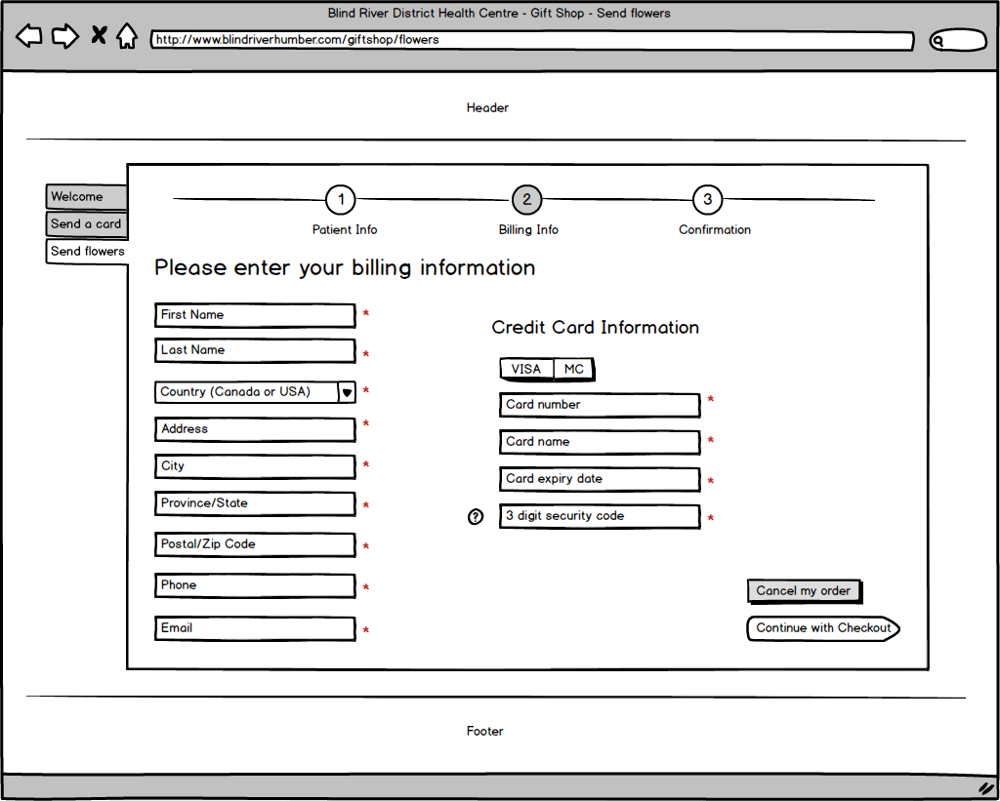 Blind River District Health Centre - Gift Shop - Send flowers
http://www.blindriverhumber.com/giftshop/flowers
Header
Welcome
Send a card
Send flowers
1
2
3
Patient Info
Billing Info
Confirmation
Please enter your billing information
First Name *
Last Name *
Country (Canada or USA) *
Address *
City *
Province/State *
Postal/Zip Code *
Phone *
Email *
Credit Card Information
VISA MC
Card number *
Card name *
Card expiry date *
? 3 digit security code *
Cancel my order
Continue with Checkout
Footer